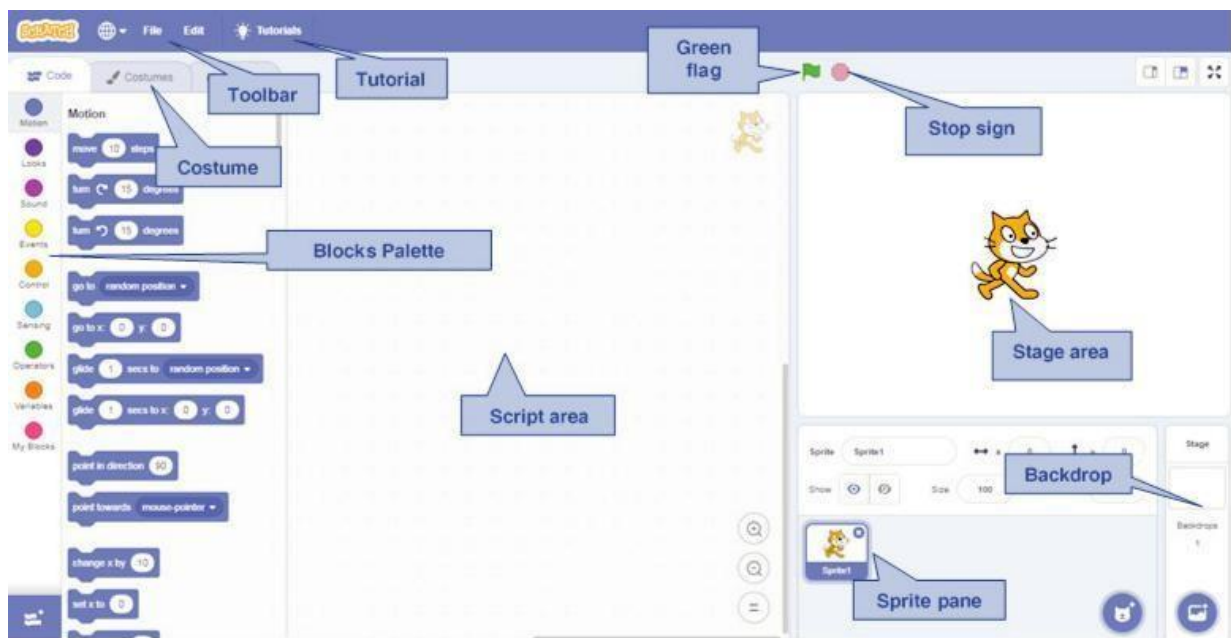 SCRATCH
File
Edit
Tutorials
Green
flag
Code
Costumes
Toolbar
Tutorial
Stop sign
Motion
Motion
move 10 steps
Costume
Looks
turn 15 degrees
Sound
turn 15 degrees
Events
Blocks Palette
Control
go to random position
Sensing
go to x: 0 y: 0
Operators
glide 1 secs to random position
Stage area
Variables
glide 1 secs to x: 0 y: 0
Script area
My Blocks
Sprite Sprite1 x 0
Stage
point in direction 90
Show
Size 100
Backdrop
point towards mouse-pointer
Backdrops
1
change x by 10
Sprite1
set x to 0
Sprite pane